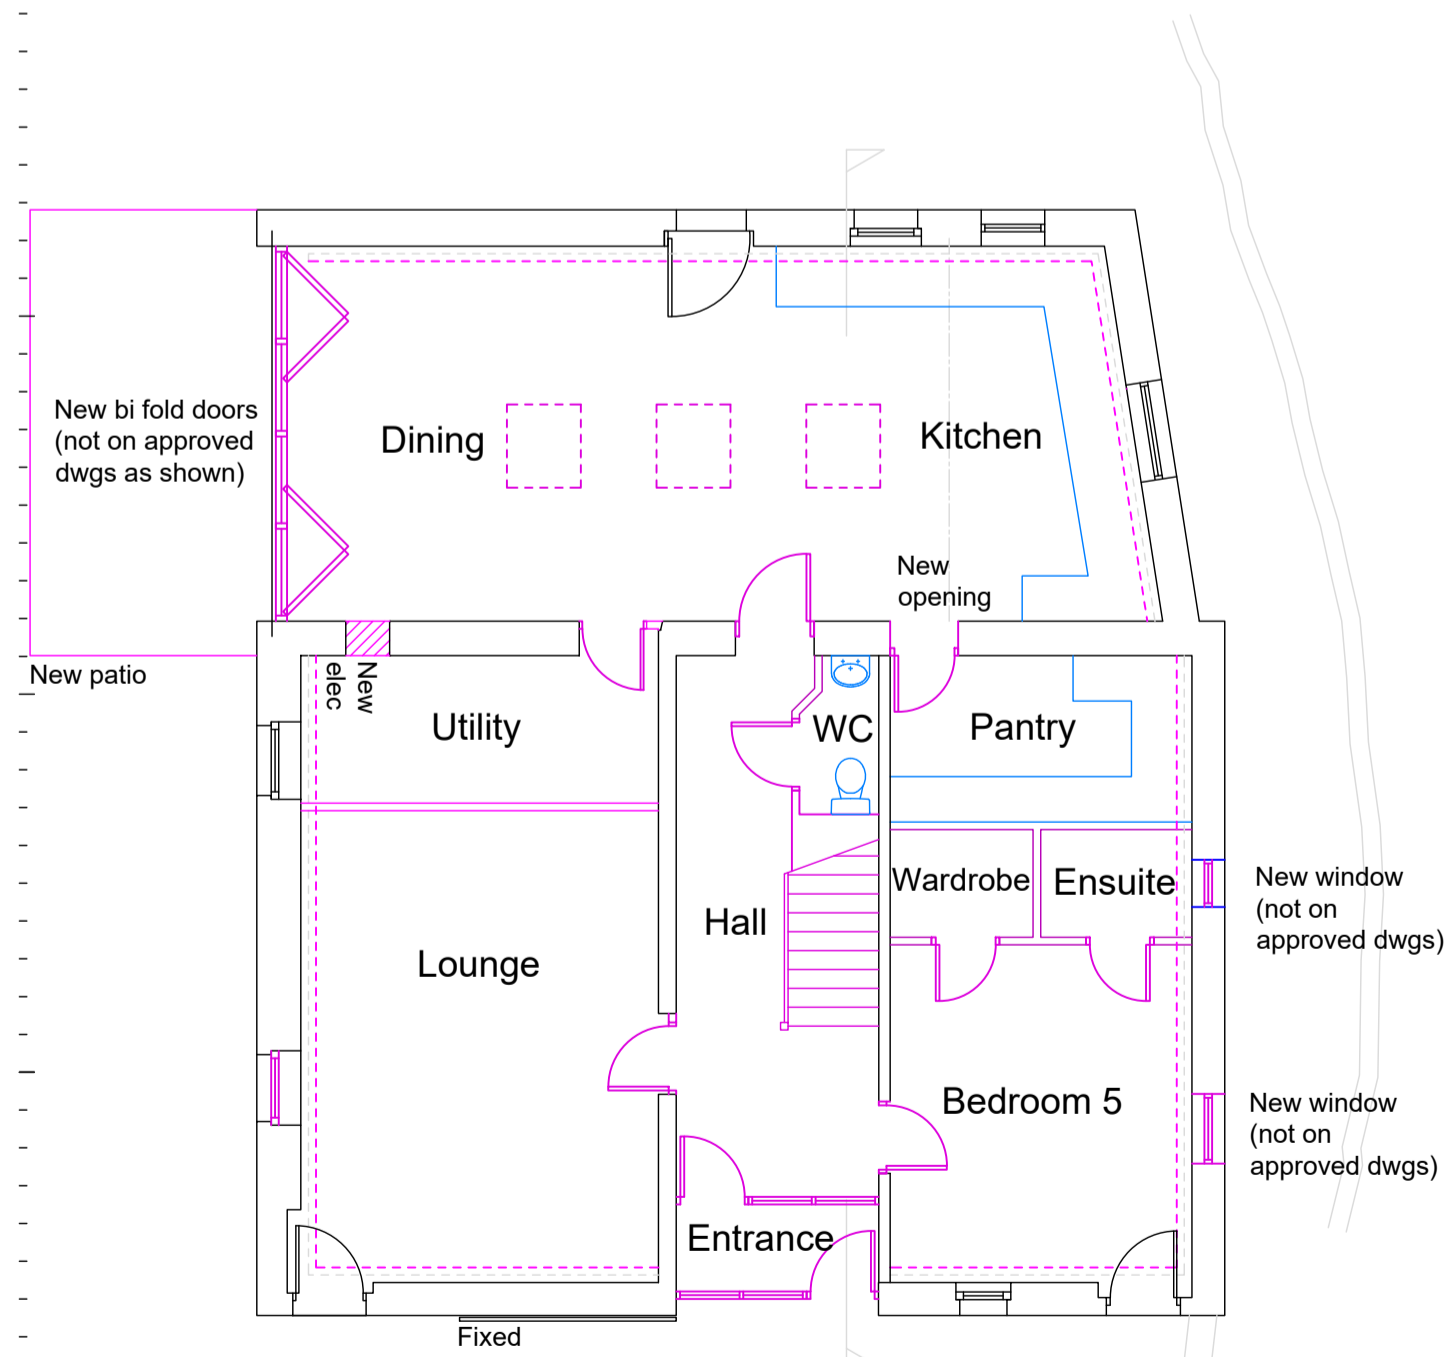 New bi fold doors
(not on approved
dwgs as shown)
Dining
Kitchen
New
opening
New patio
New
elec
Utility
WC
Pantry
Wardrobe
Ensuite
New window
(not on
approved dwgs)
Hall
Lounge
Bedroom 5
New window
(not on
approved dwgs)
Entrance
Fixed